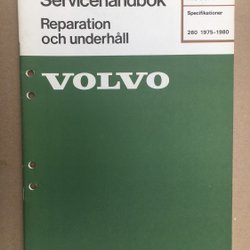 Servicehandbok
Reparation
och underhåll
Specifikationer
260 1975-1980
VOLVO